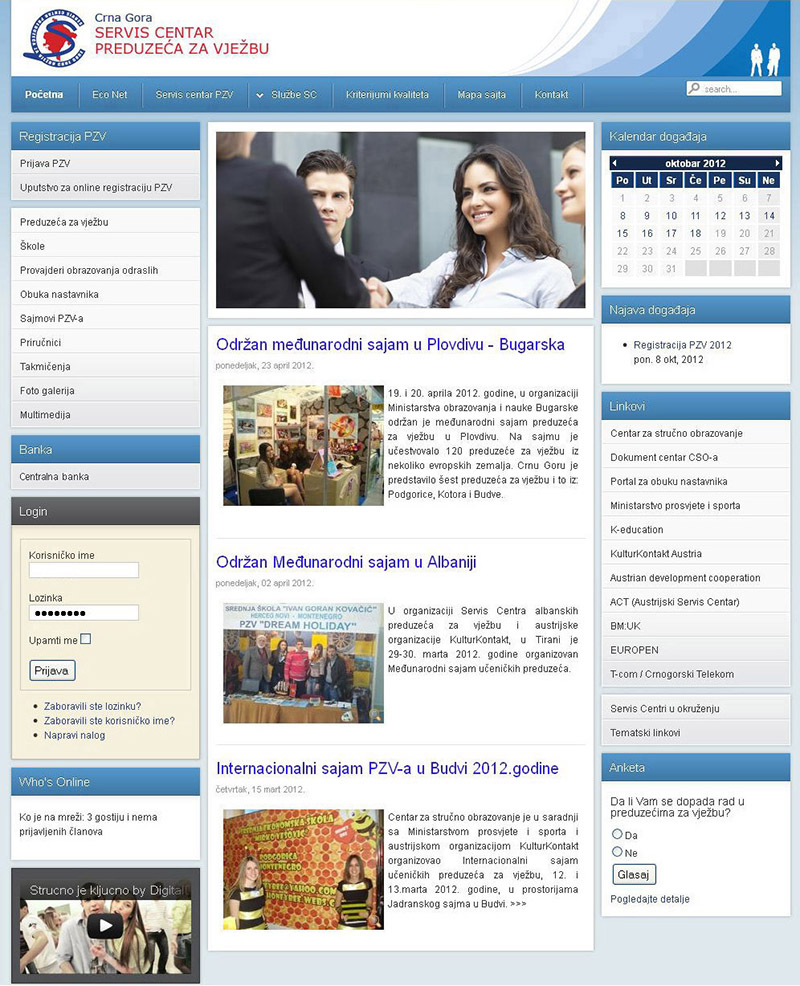 Crna Gora
SERVIS CENTAR
PREDUZEĆA ZA VJEŽBU
Početna
Eco Net
Servis centar PZV
Službe SC
Kriterijumi kvaliteta
Mapa sajta
Kontakt
search...
Registracija PZV
Prijava PZV
Uputstvo za online registraciju PZV
Preduzeća za vježbu
Škole
Provajderi obrazovanja odraslih
Obuka nastavnika
Sajmovi PZV-a
Priručnici
Takmičenja
Foto galerija
Multimedija
Banka
Centralna banka
Login
Korisničko ime
Lozinka
Upamti me
Prijava
Zaboravili ste lozinku?
Zaboravili ste korisničko ime?
Napravi nalog
Who's Online
Ko je na mreži: 3 gostiju i nema
prijavljenih članova
Strucno je kljucno by Digital
Održan međunarodni sajam u Plovdivu - Bugarska
ponedeljak, 23 april 2012.
19. i 20. aprila 2012. godine, u organizaciji
Ministarstva obrazovanja i nauke Bugarske
održan je međunarodni sajam preduzeća
za vježbu u Plovdivu. Na sajmu je
učestvovalo 120 preduzeće za vježbu iz
nekoliko evropskih zemalja. Crnu Goru je
predstavilo šest preduzeća za vježbu i to iz:
Podgorice, Kotora i Budve.
Održan Međunarodni sajam u Albaniji
ponedeljak, 02 april 2012.
SREDNJA ŠKOLA "IVAN GORAN KOVAČIĆ"
HERCEG NOVI - MONTENEGRO
PZV "DREAM HOLIDAY"
U organizaciji Servis Centra albanskih
preduzeća za vježbu i austrijske
organizacije KulturKontakt, u Tirani je
29-30. marta 2012. godine organizovan
Međunarodni sajam učeničkih preduzeća.
Internacionalni sajam PZV-a u Budvi 2012.godine
četvrtak, 15 mart 2012.
SREDNJA EKONOMSKA ŠKOLA
MIRKO VEŠOVIĆ
PODGORICA
MONTENEGRO
Centar za stručno obrazovanje je u saradnji
sa Ministarstvom prosvjete i sporta i
austrijskom organizacijom KulturKontakt
organizovao Internacionalni sajam
učeničkih preduzeća za vježbu, 12. i
13.marta 2012. godine, u prostorijama
Jadranskog sajma u Budvi. >>>
Kalendar događaja
oktobar 2012
Po Ut Sr Če Pe Su Ne
1 2 3 4 5 6 7
8 9 10 11 12 13 14
15 16 17 18 19 20 21
22 23 24 25 26 27 28
29 30 31
Najava događaja
Registracija PZV 2012
pon. 8 okt, 2012
Linkovi
Centar za stručno obrazovanje
Dokument centar CSO-a
Portal za obuku nastavnika
Ministarstvo prosvjete i sporta
K-education
KulturKontakt Austria
Austrian development cooperation
ACT (Austrijski Servis Centar)
BM:UK
EUROPEN
T-com / Crnogorski Telekom
Servis Centri u okruženju
Tematski linkovi
Anketa
Da li Vam se dopada rad u
preduzećima za vježbu?
Da
Ne
Glasaj
Pogledajte detalje